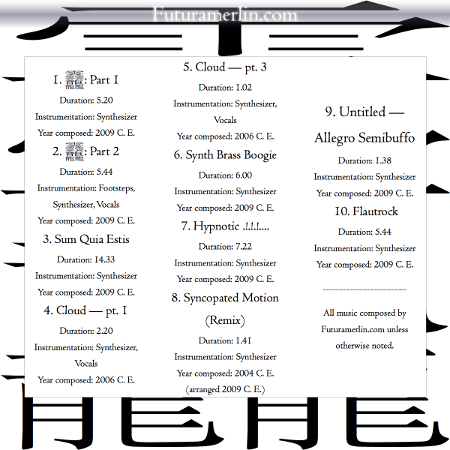 Futuramerlin.com
1. : Part 1
Duration: 5.20
Instrumentation: Synthesizer
Year composed: 2009 C. E.
2. : Part 2
Duration: 5.44
Instrumentation: Footsteps,
Synthesizer, Vocals
Year composed: 2009 C. E.
3. Sum Quia Estis
Duration: 14.33
Instrumentation: Synthesizer
Year composed: 2009 C. E.
4. Cloud — pt. 1
Duration: 2.20
Instrumentation: Synthesizer,
Vocals
Year composed: 2006 C. E.
5. Cloud — pt. 3
Duration: 1.02
Instrumentation: Synthesizer,
Vocals
Year composed: 2006 C. E.
6. Synth Brass Boogie
Duration: 6.00
Instrumentation: Synthesizer
Year composed: 2009 C. E.
7. Hypnotic .!.!.!....
Duration: 7.22
Instrumentation: Synthesizer
Year composed: 2009 C. E.
8. Syncopated Motion
(Remix)
Duration: 1.41
Instrumentation: Synthesizer
Year composed: 2004 C. E.
(arranged 2009 C. E.)
9. Untitled —
Allegro Semibuffo
Duration: 1.38
Instrumentation: Synthesizer
Year composed: 2009 C. E.
10. Flautrock
Duration: 5.44
Instrumentation: Synthesizer
Year composed: 2009 C. E.
All music composed by
Futuramerlin.com unless
otherwise noted.